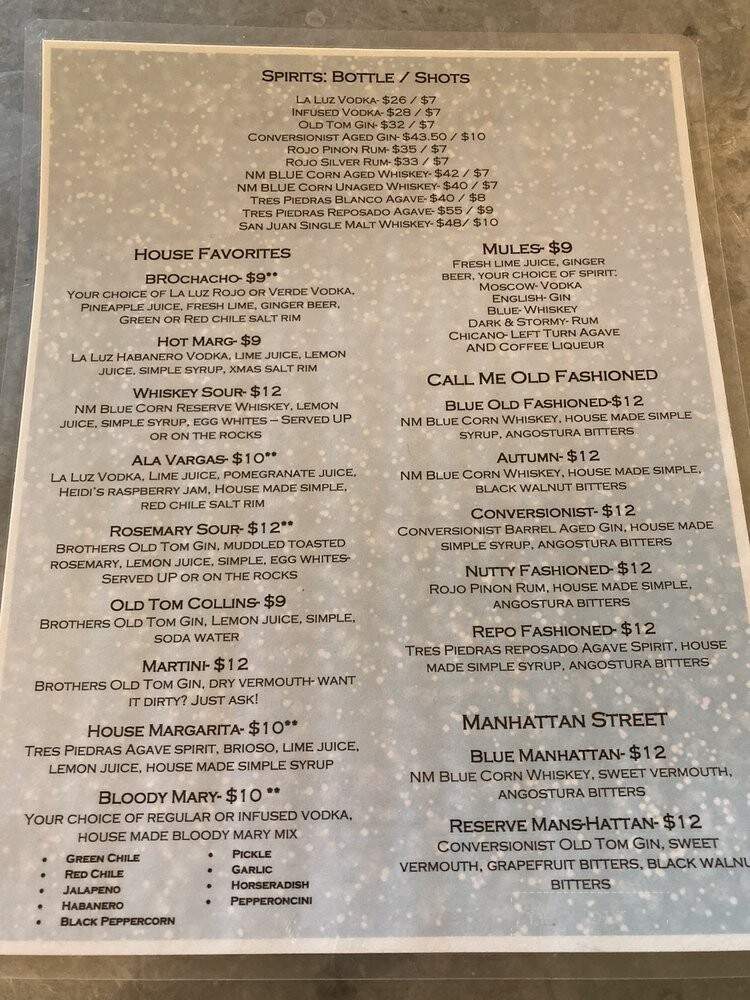 Spirits: Bottle / Shots
La Luz Vodka- $26 / $7
Infused Vodka- $28 / $7
Old Tom Gin- $32 / $7
Conversionist Aged Gin- $43.50 / $10
Rojo Pinon Rum- $35 / $7
Rojo Silver Rum- $33 / $7
NM BLUE Corn Aged Whiskey- $42 / $7
NM BLUE Corn Unaged Whiskey- $40 / $7
Tres Piedras Blanco Agave- $40 / $8
Tres Piedras Reposado Agave- $55 / $9
San Juan Single Malt Whiskey- $48/ $10
House Favorites
BROchacho- $9**
Your choice of La luz Rojo or Verde Vodka,
Pineapple juice, fresh lime, ginger beer,
Green or Red chile salt rim
Hot Marg- $9
La Luz Habanero Vodka, lime juice, lemon
juice, simple syrup, xmas salt rim
Whiskey Sour- $12
NM Blue Corn Reserve Whiskey, lemon
juice, simple syrup, egg whites – Served UP
or on the rocks
Ala Vargas- $10**
La Luz Vodka, Lime juice, pomegranate juice,
Heidi's raspberry jam, House made simple,
red chile salt rim
Rosemary Sour- $12**
Brothers Old Tom Gin, muddled toasted
rosemary, lemon juice, simple, egg whites-
Served UP or on the rocks
Old Tom Collins- $9
Brothers Old Tom Gin, Lemon juice, simple,
soda water
Martini- $12
Brothers Old Tom Gin, dry vermouth- want
it dirty? Just ask!
House Margarita- $10**
Tres Piedras Agave spirit, brioso, lime juice,
lemon juice, house made simple syrup
Bloody Mary- $10 **
Your choice of regular or infused vodka,
house made bloody mary mix
• Green Chile
• Red Chile
• Jalapeno
• Habanero
• Black Peppercorn
• Pickle
• Garlic
• Horseradish
• Pepperoncini
Mules- $9
Fresh lime juice, ginger
beer, your choice of spirit:
Moscow- Vodka
English- Gin
Blue- Whiskey
Dark & Stormy- Rum
Chicano- Left Turn Agave
AND Coffee Liqueur
Call Me Old Fashioned
Blue Old Fashioned-$12
NM Blue Corn Whiskey, house made simple
syrup, angostura bitters
Autumn- $12
NM Blue Corn Whiskey, house made simple,
black walnut bitters
Conversionist- $12
Conversionist Barrel Aged Gin, house made
simple syrup, angostura bitters
Nutty Fashioned- $12
Rojo Pinon Rum, house made simple,
angostura bitters
Repo Fashioned- $12
Tres Piedras reposado Agave Spirit, house
made simple syrup, angostura bitters
Manhattan Street
Blue Manhattan- $12
NM Blue Corn Whiskey, sweet vermouth,
angostura bitters
Reserve Mans-Hattan- $12
Conversionist Old Tom Gin, sweet
vermouth, grapefruit bitters, black walnu
bitters